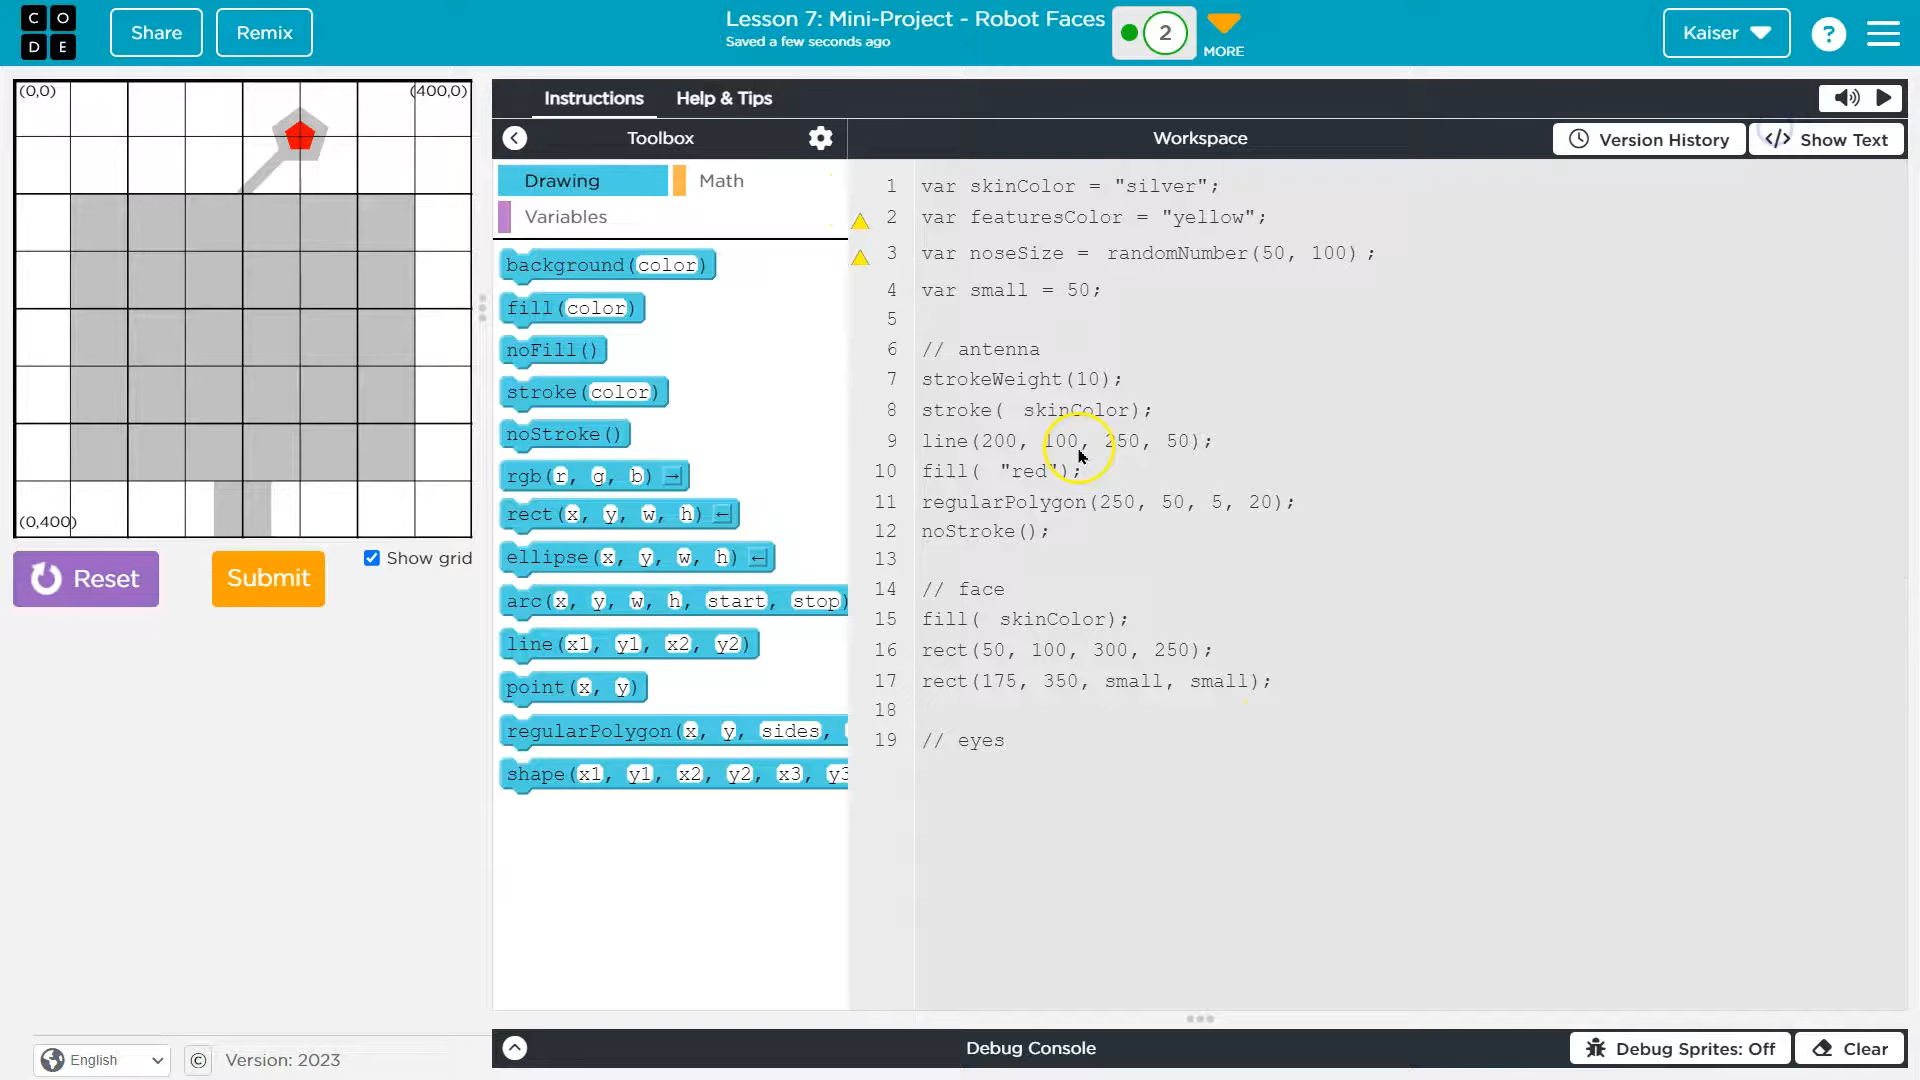 C O
D E
Share
Remix
Lesson 7: Mini-Project - Robot Faces
Saved a few seconds ago
2
MORE
Kaiser
?
(0,0)
(400,0)
(0,400)
Reset
Submit
Show grid
Instructions
Help & Tips
Toolbox
Workspace
Version History
</> Show Text
Drawing
Math
Variables
background(color)
fill(color)
noFill()
stroke(color)
noStroke()
rgb(r, g, b)
rect(x, y, w, h)
ellipse(x, y, w, h)
arc(x, y, w, h, start, stop)
line(x1, y1, x2, y2)
point(x, y)
regularPolygon(x, y, sides,
shape(x1, y1, x2, y2, x3, y3
1 var skinColor = "silver";
2 var featuresColor = "yellow";
3 var noseSize = randomNumber(50, 100) ;
4 var small = 50;
5
6 // antenna
7 strokeWeight(10);
8 stroke( skinColor);
9 line(200, 100, 250, 50);
10 fill( "red");
11 regularPolygon(250, 50, 5, 20);
12 noStroke();
13
14 // face
15 fill( skinColor);
16 rect(50, 100, 300, 250);
17 rect(175, 350, small, small);
18
19 // eyes
English
© Version: 2023
Debug Console
Debug Sprites: Off
Clear